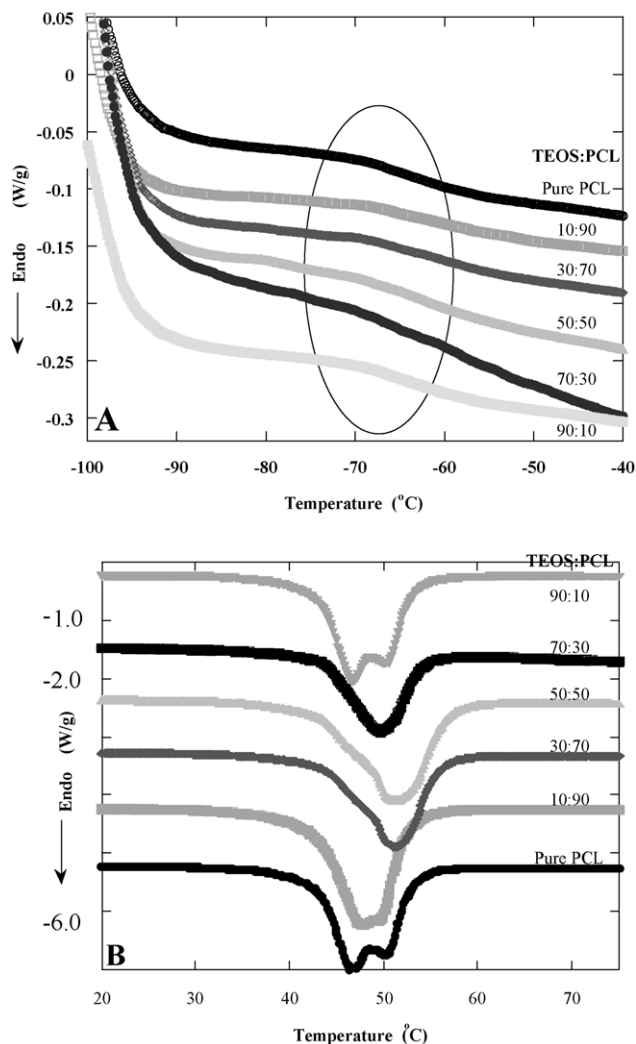 0.05
0
-0.05
-0.1
-0.15
-0.2
-0.25
-0.3
Endo (W/g)
TEOS:PCL
Pure PCL
10:90
30:70
50:50
70:30
90:10
A
-100 -90 -80 -70 -60 -50 -40
Temperature (°C)
TEOS:PCL
90:10
70:30
50:50
30:70
10:90
Pure PCL
-1.0
-2.0
-6.0
Endo (W/g)
B
20 30 40 50 60 70
Temperature (°C)